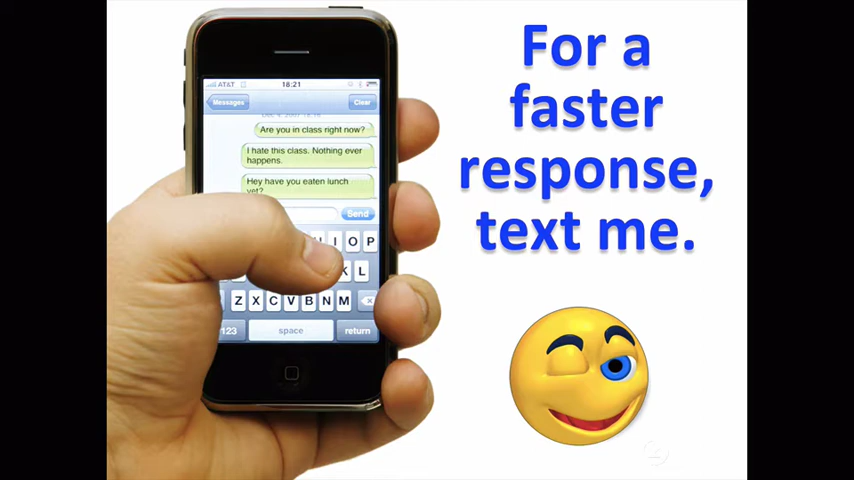 AT&T 18:21
Messages Clear
Are you in class right now?
I hate this class. Nothing ever
happens.
Hey have you eaten lunch
yet?
Send
I O P
K L
Z X C V B N M
123 space return
For a
faster
response,
text me.